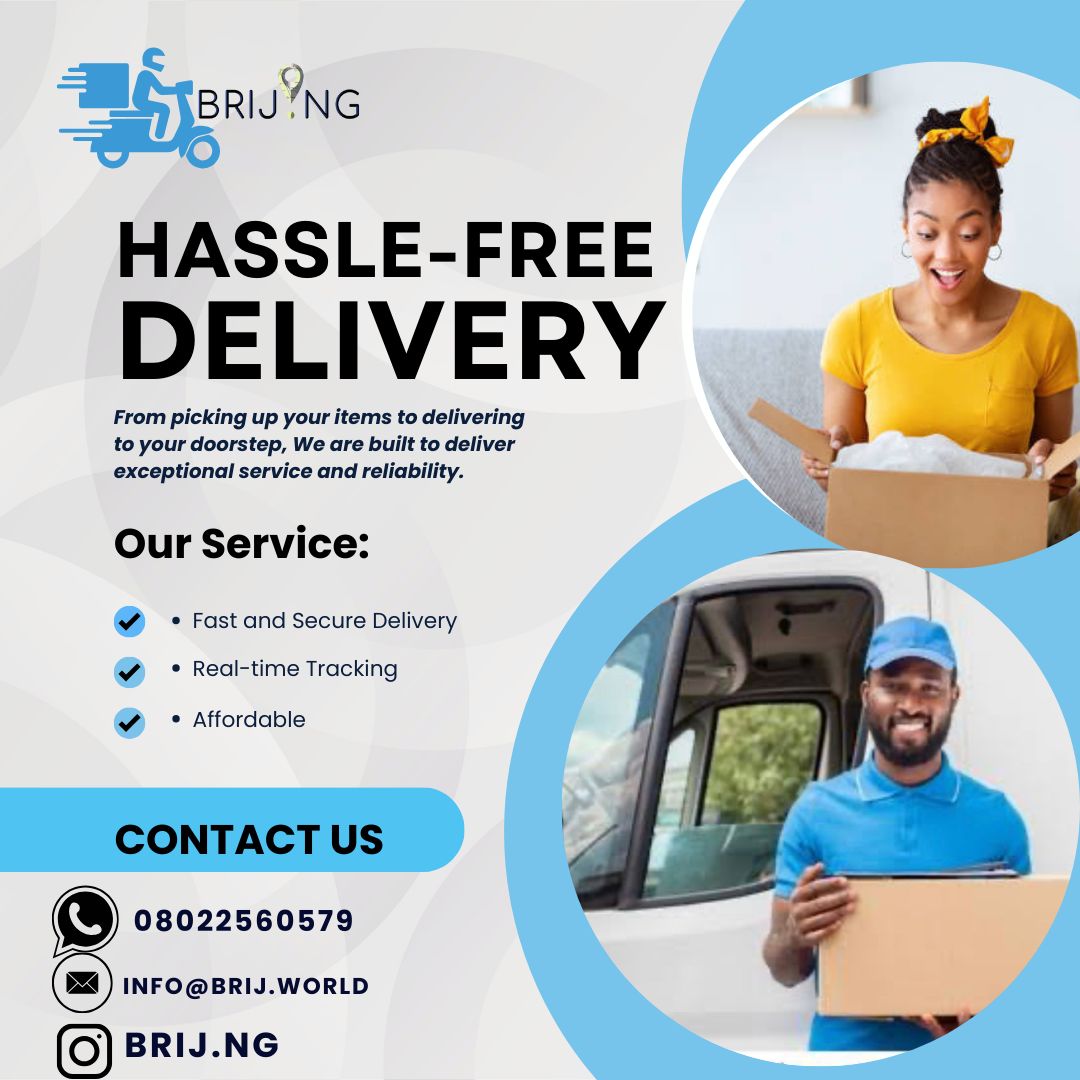 BRIJ.NG
HASSLE-FREE
DELIVERY
From picking up your items to delivering
to your doorstep, We are built to deliver
exceptional service and reliability.
Our Service:
• Fast and Secure Delivery
• Real-time Tracking
• Affordable
CONTACT US
08022560579
INFO@BRIJ.WORLD
BRIJ.NG